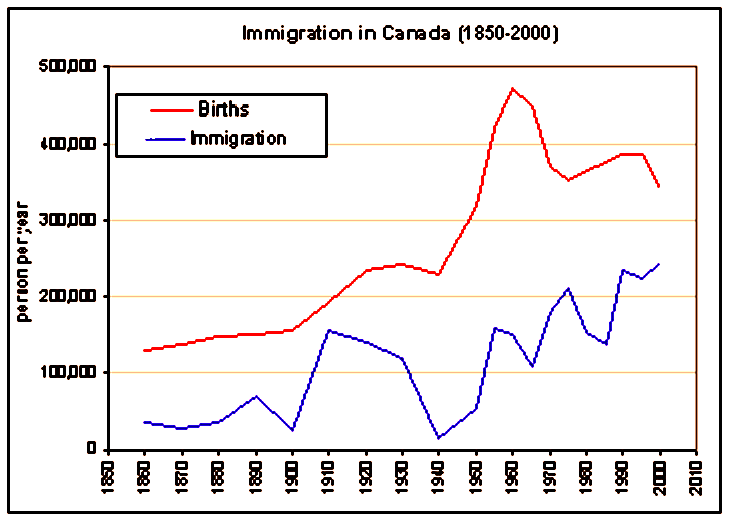 Immigration in Canada (1850-2000)
500,000
Births
Immigration
400,000
300,000
200,000
100,000
0
person per year
1850 1860 1870 1880 1890 1900 1910 1920 1930 1940 1950 1960 1970 1980 1990 2000 2010